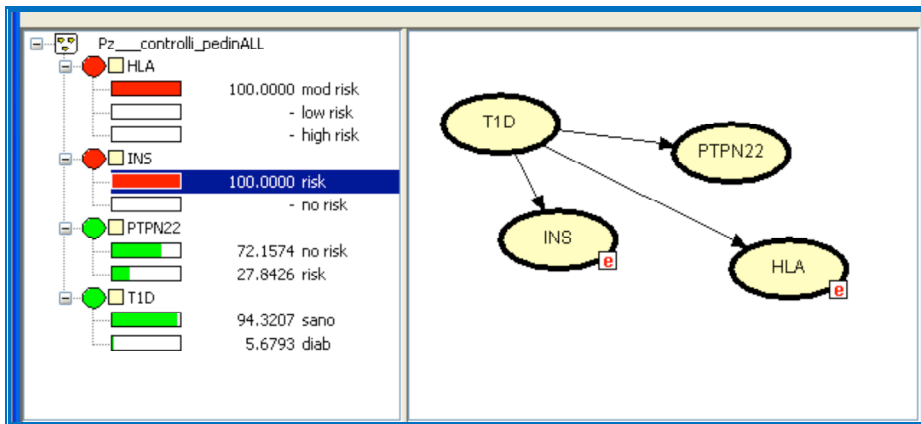 Pz___controlli_pedinALL
HLA
100.0000 mod risk
- low risk
- high risk
INS
100.0000 risk
- no risk
PTPN22
72.1574 no risk
27.8426 risk
T1D
94.3207 sano
5.6793 diab
T1D
PTPN22
INS
e
HLA
e